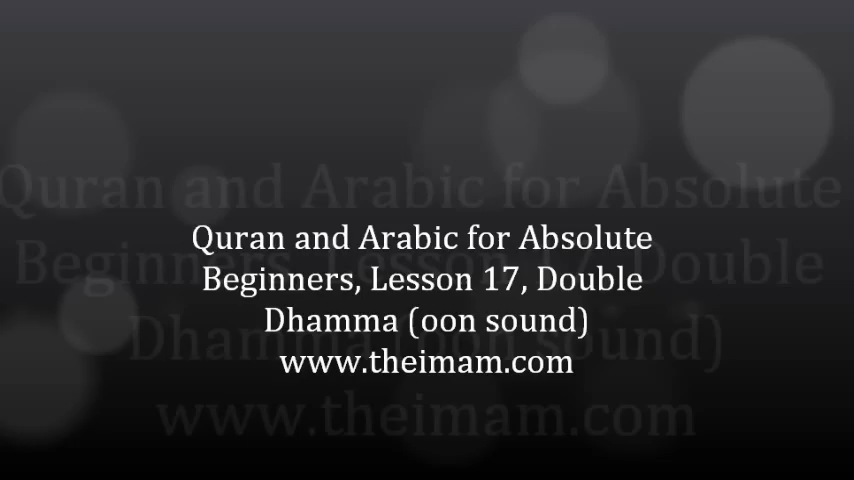 Quran and Arabic for Absolute
Beginners, Lesson 17, Double
Dhamma (oon sound)
www.theimam.com